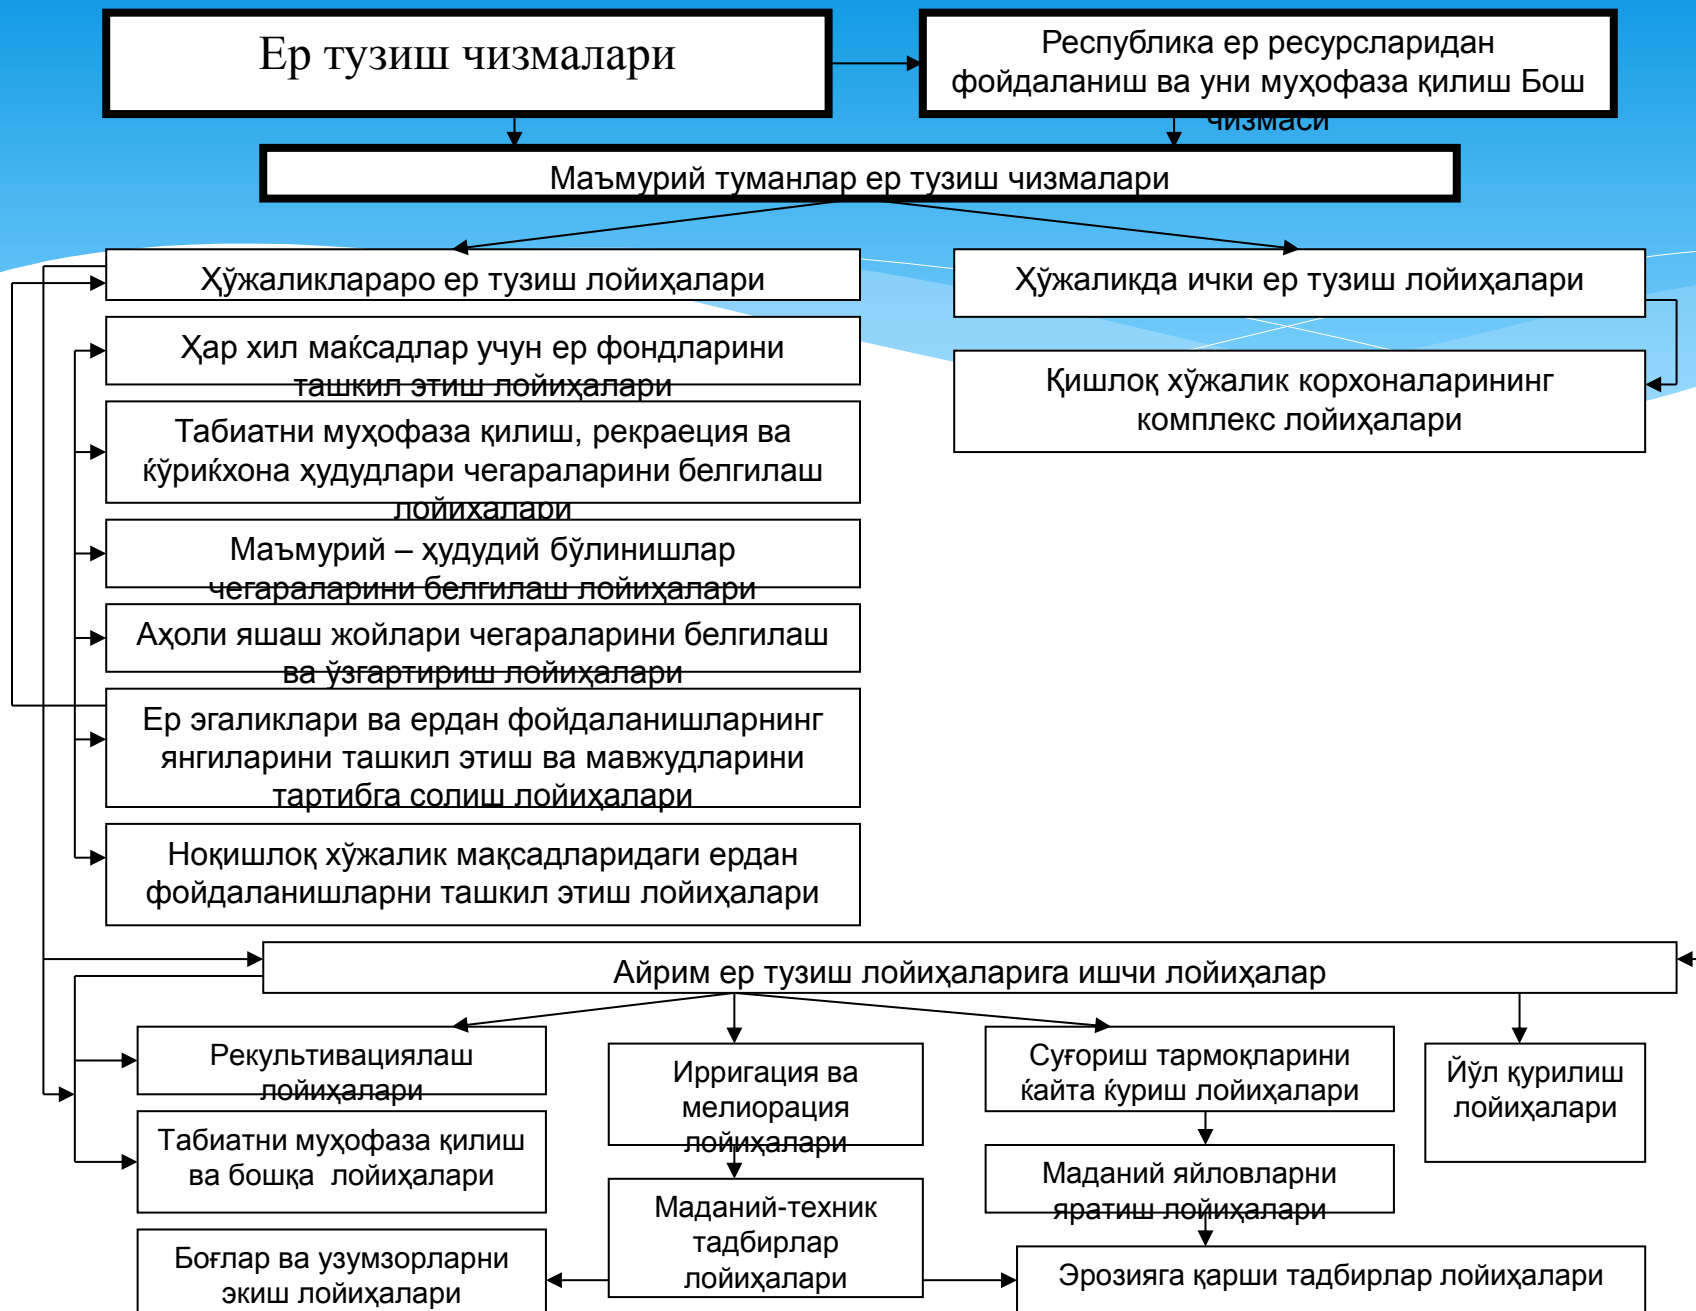 Ер тузиш чизмалари
Республика ер ресурсларидан
фойдаланиш ва уни муҳофаза қилиш Бош
чизмаси
Маъмурий туманлар ер тузиш чизмалари
Ҳўжаликлараро ер тузиш лойиҳалари
Ҳўжаликда ички ер тузиш лойиҳалари
Ҳар хил маќсадлар учун ер фондларини
ташкил этиш лойиҳалари
Қишлоқ хўжалик корхоналарининг
комплекс лойиҳалари
Табиатни муҳофаза қилиш, рекраеция ва
ќўриќхона ҳудудлари чегараларини белгилаш
лойиҳалари
Маъмурий – ҳудудий бўлинишлар
чегараларини белгилаш лойиҳалари
Аҳоли яшаш жойлари чегараларини белгилаш
ва ўзгартириш лойиҳалари
Ер эгаликлари ва ердан фойдаланишларнинг
янгиларини ташкил этиш ва мавжудларини
тартибга солиш лойиҳалари
Ноқишлоқ хўжалик мақсадларидаги ердан
фойдаланишларни ташкил этиш лойиҳалари
Айрим ер тузиш лойиҳаларига ишчи лойиҳалар
Рекультивациялаш
лойиҳалари
Ирригация ва
мелиорация
лойиҳалари
Суғориш тармоқларини
ќайта ќуриш лойиҳалари
Йўл қурилиш
лойиҳалари
Табиатни муҳофаза қилиш
ва бошқа лойиҳалари
Маданий-техник
тадбирлар
лойиҳалари
Маданий яйловларни
яратиш лойиҳалари
Боғлар ва узумзорларни
экиш лойиҳалари
Эрозияга қарши тадбирлар лойиҳалари